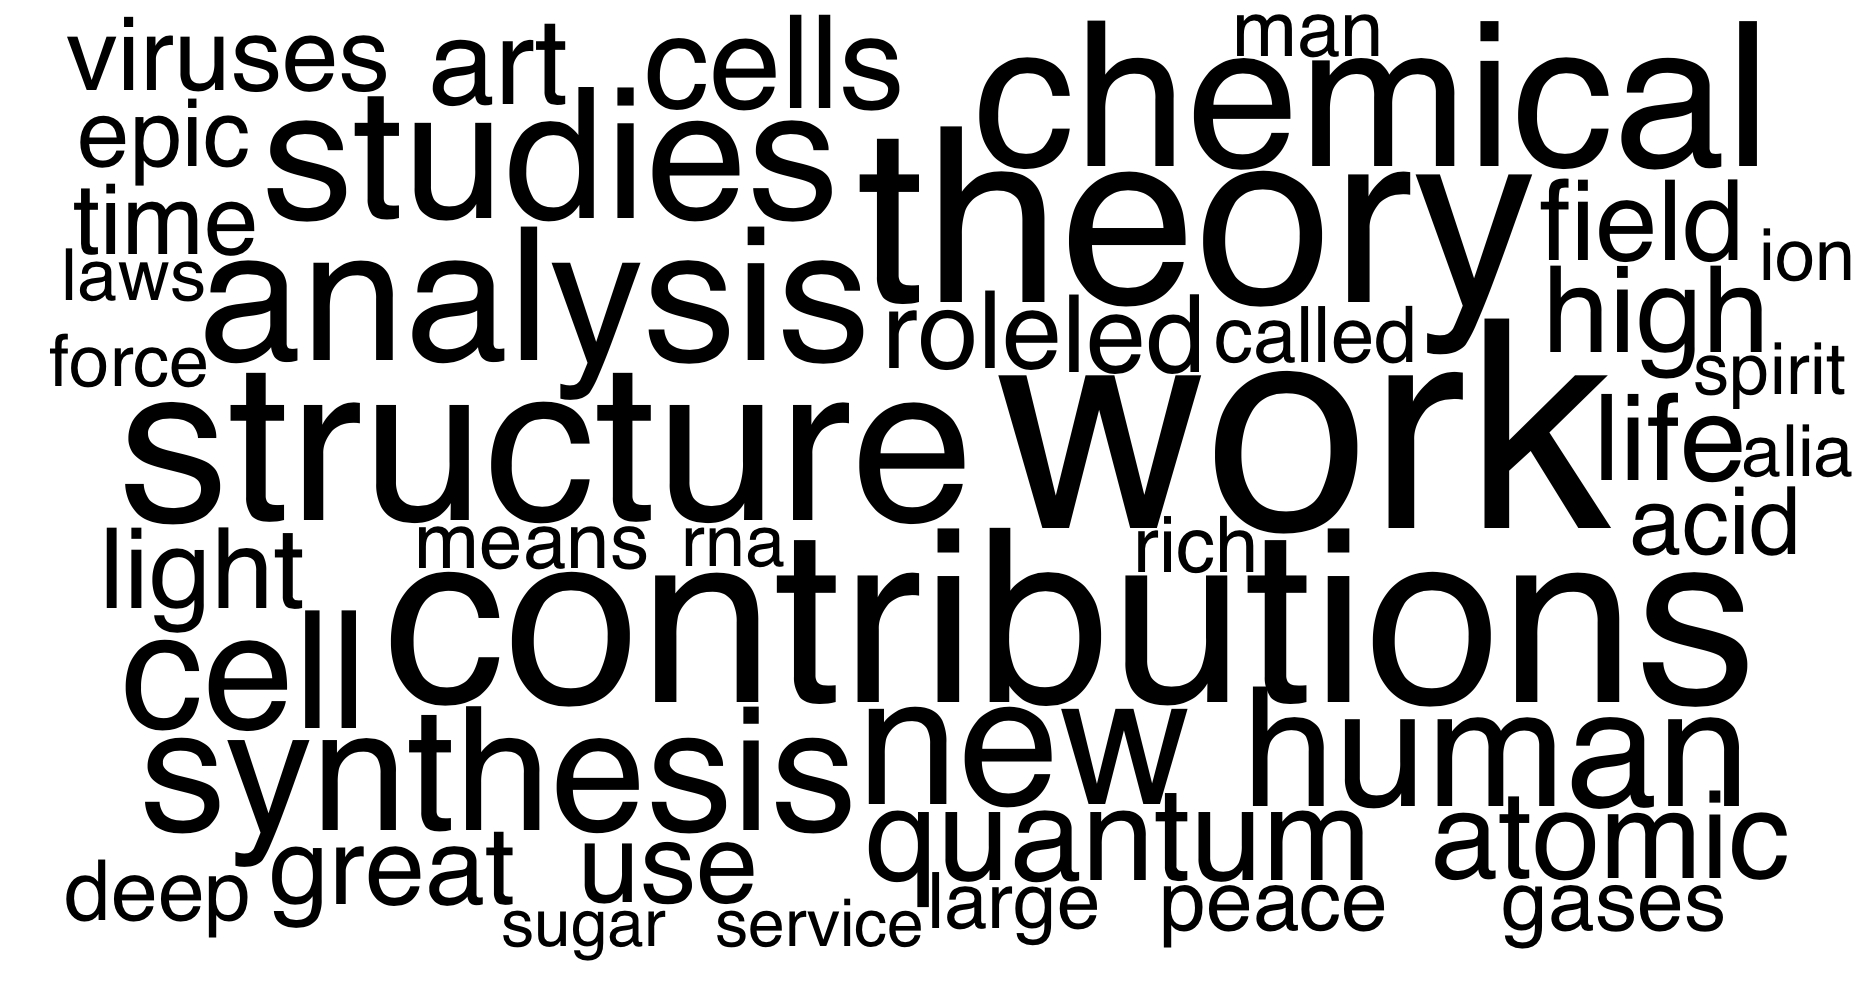 viruses art cells chemical man
epic studies theory field ion
time
laws analysis role led called high
force structure work life spirit
alia
acid
light means rna rich
contributions
cell
synthesis new human
quantum atomic
deep great use large peace gases
sugar service